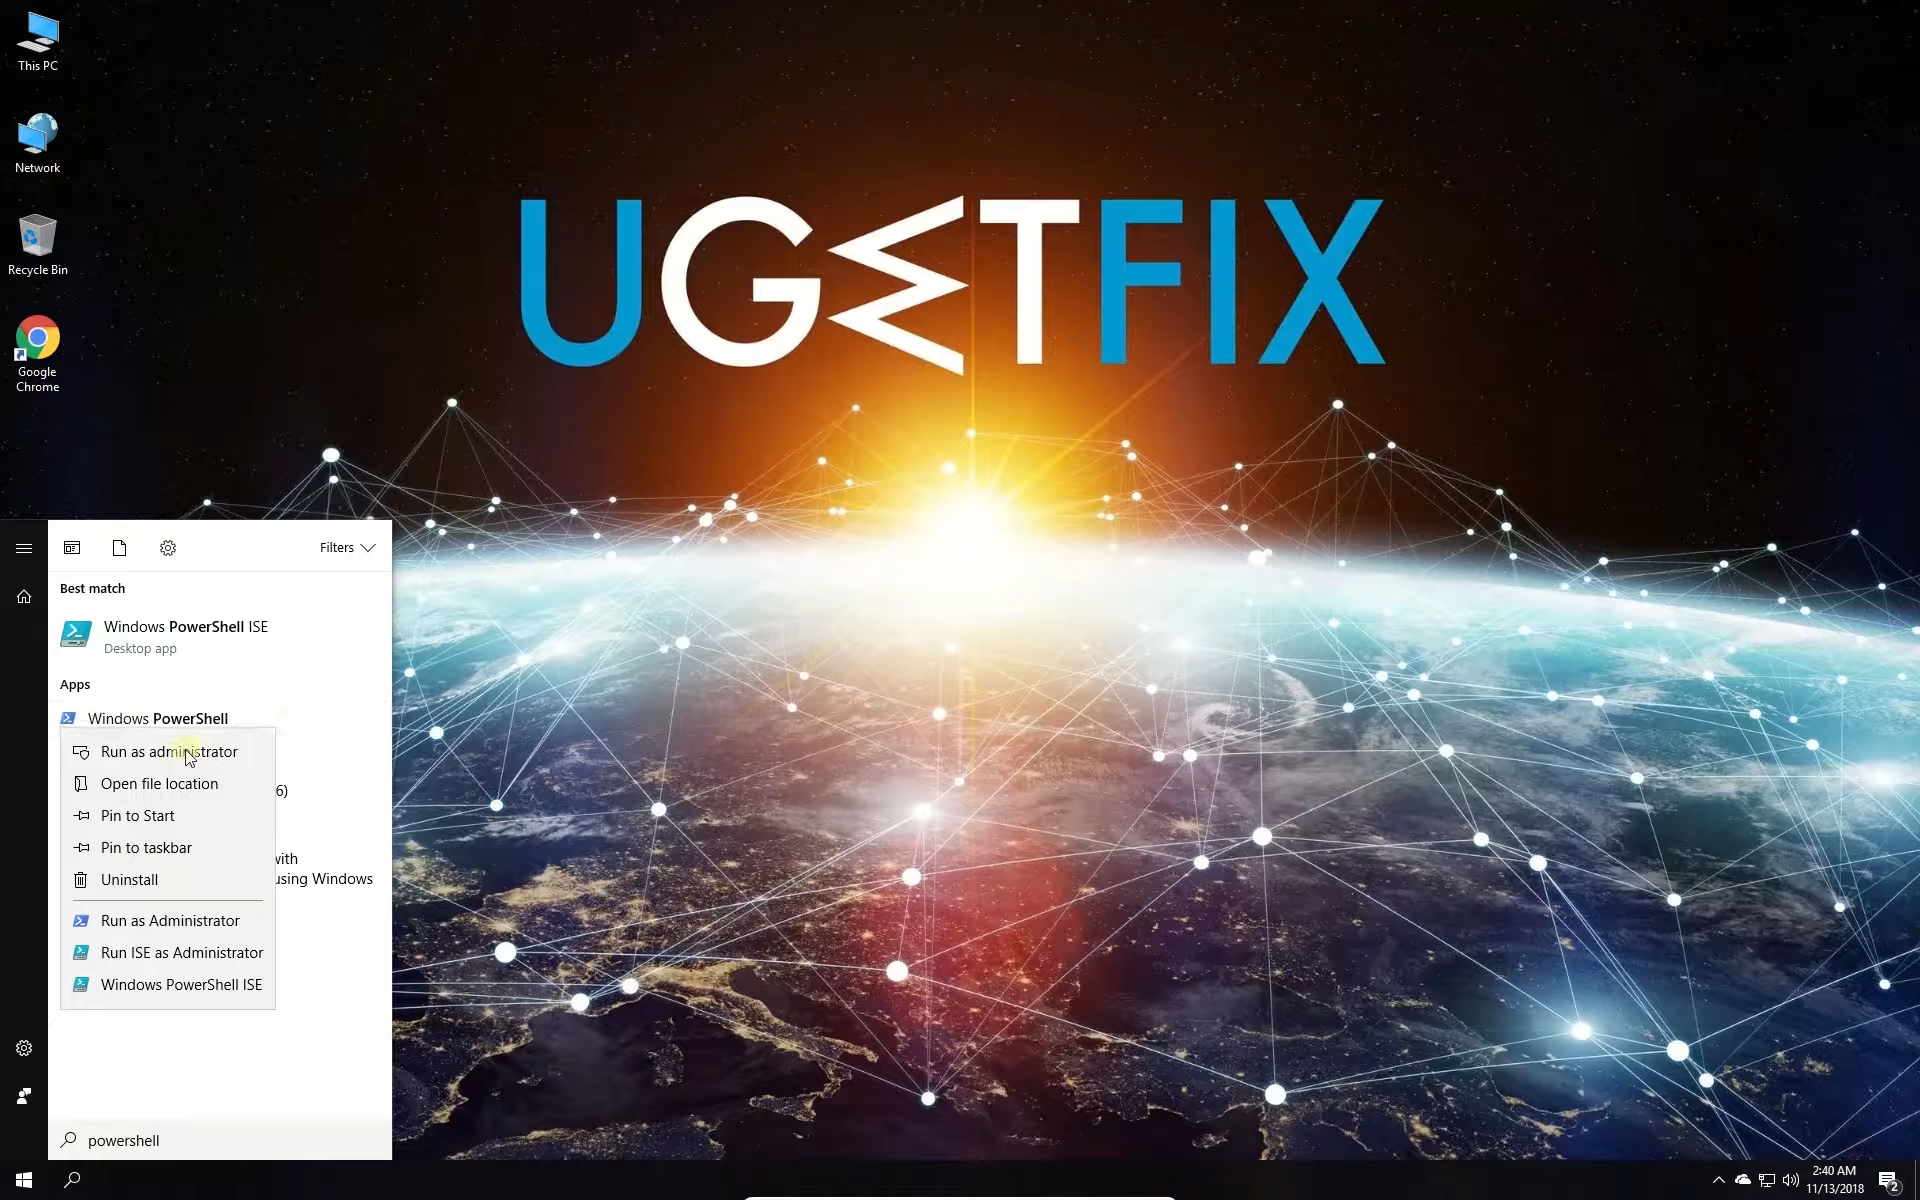 This PC
Network
Recycle Bin
Google
Chrome
UGETFIX
Filters
Best match
Windows PowerShell ISE
Desktop app
Apps
Windows PowerShell
Run as administrator
Open file location
6)
Pin to Start
Pin to taskbar
with
Uninstall
using Windows
Run as Administrator
Run ISE as Administrator
Windows PowerShell ISE
powershell
2:40 AM
11/13/2018
2